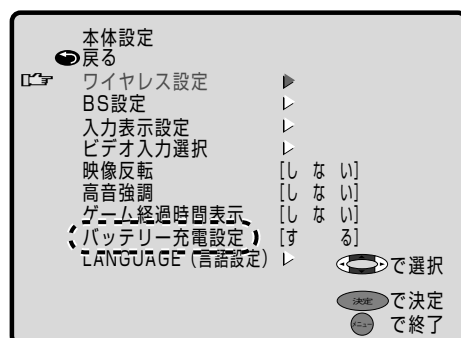 本体設定
戻る
ワイヤレス設定
BS設定
入力表示設定
ビデオ入力選択
映像反転 [し な い]
高音強調 [し な い]
ゲーム経過時間表示 [し な い]
バッテリー充電設定 [す る]
LANGUAGE (言語設定)
で選択
決定 で決定
メニュー で終了